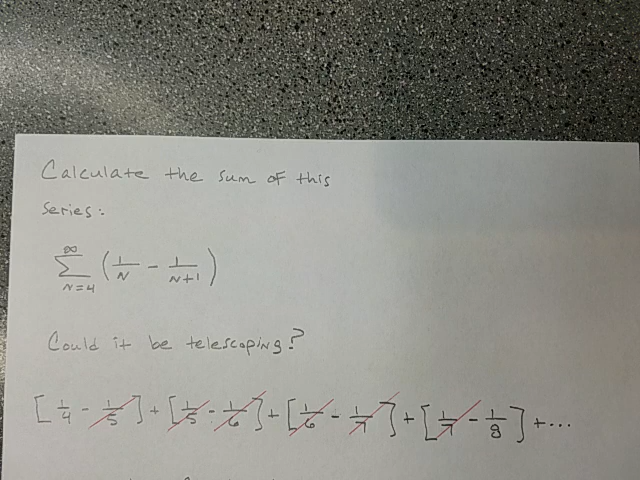 Calculate the sum of this
series:
∞
∑ (1/N - 1/N+1)
N=4
Could it be telescoping?
[1/4 - 1/5] + [1/5 - 1/6] + [1/6 - 1/7] + [1/7 - 1/8] + ...